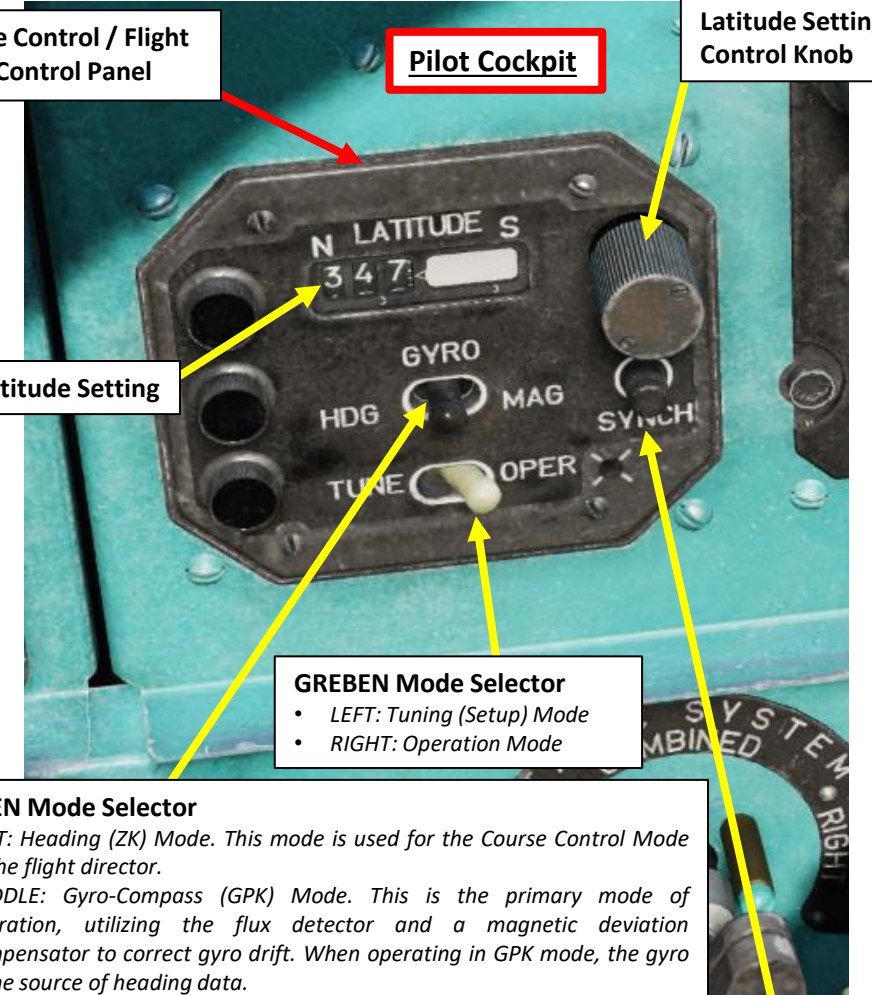 e Control / Flight
Control Panel
Pilot Cockpit
Latitude Settin
Control Knob
N LATITUDE S
3 4 7
titude Setting
GYRO
HDG
MAG
SYNCH
TUNE
OPER
GREBEN Mode Selector
• LEFT: Tuning (Setup) Mode
• RIGHT: Operation Mode
SYSTEM
MBINED
RIGHT
EN Mode Selector
T: Heading (ZK) Mode. This mode is used for the Course Control Mode
he flight director.
DDLE: Gyro-Compass (GPK) Mode. This is the primary mode of
ration, utilizing the flux detector and a magnetic deviation
mpensator to correct gyro drift. When operating in GPK mode, the gyro
he source of heading data.